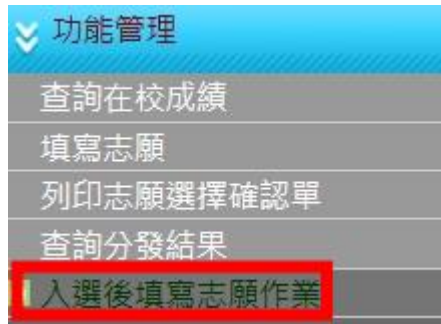 功能管理
查詢在校成績
填寫志願
列印志願選擇確認單
查詢分發結果
入選後填寫志願作業